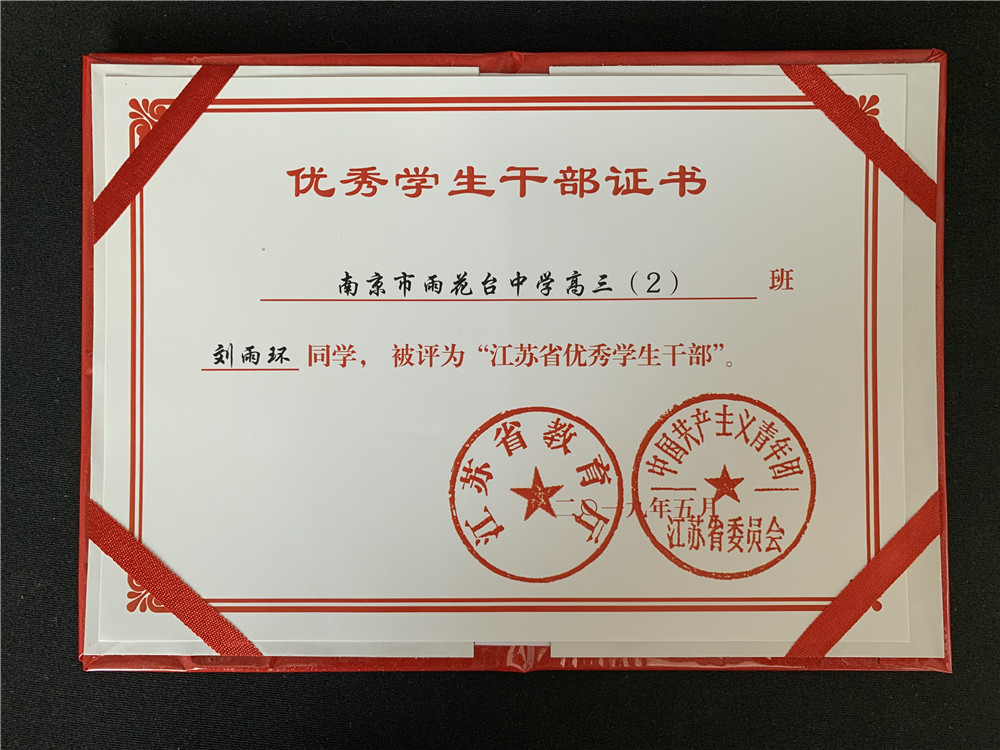 优秀学生干部证书
南京市雨花台中学高三（2） 班
刘雨环 同学， 被评为“江苏省优秀学生干部”。
江苏省教育厅
中国共产主义青年团
江苏省委员会
二〇一九年五月